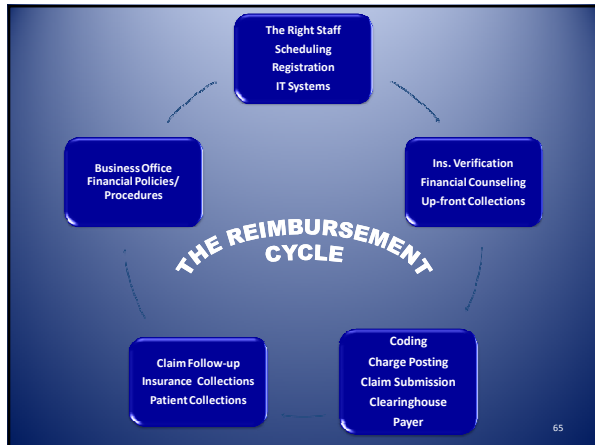 The Right Staff
Scheduling
Registration
IT Systems
Ins. Verification
Financial Counseling
Up-front Collections
Coding
Charge Posting
Claim Submission
Clearinghouse
Payer
Claim Follow-up
Insurance Collections
Patient Collections
Business Office
Financial Policies/
Procedures
THE REIMBURSEMENT
CYCLE
65